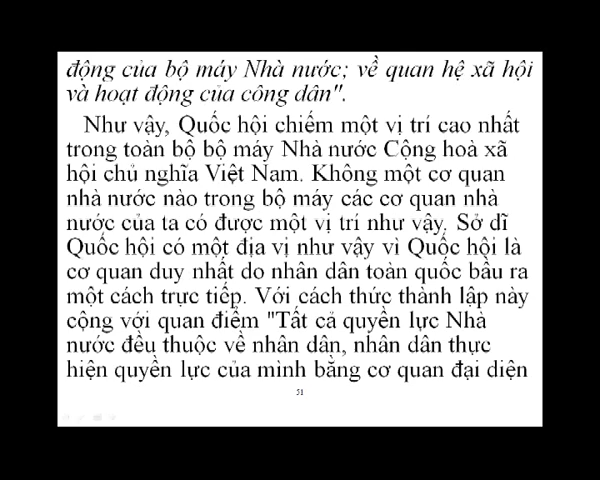 động của bộ máy Nhà nước; về quan hệ xã hội
và hoạt động của công dân".
Như vậy, Quốc hội chiếm một vị trí cao nhất
trong toàn bộ bộ máy Nhà nước Cộng hoà xã
hội chủ nghĩa Việt Nam. Không một cơ quan
nhà nước nào trong bộ máy các cơ quan nhà
nước của ta có được một vị trí như vậy. Sở dĩ
Quốc hội có một địa vị như vậy vì Quốc hội là
cơ quan duy nhất do nhân dân toàn quốc bầu ra
một cách trực tiếp. Với cách thức thành lập này
cộng với quan điểm "Tất cả quyền lực Nhà
nước đều thuộc về nhân dân, nhân dân thực
hiện quyền lực của mình bằng cơ quan đại diện
51